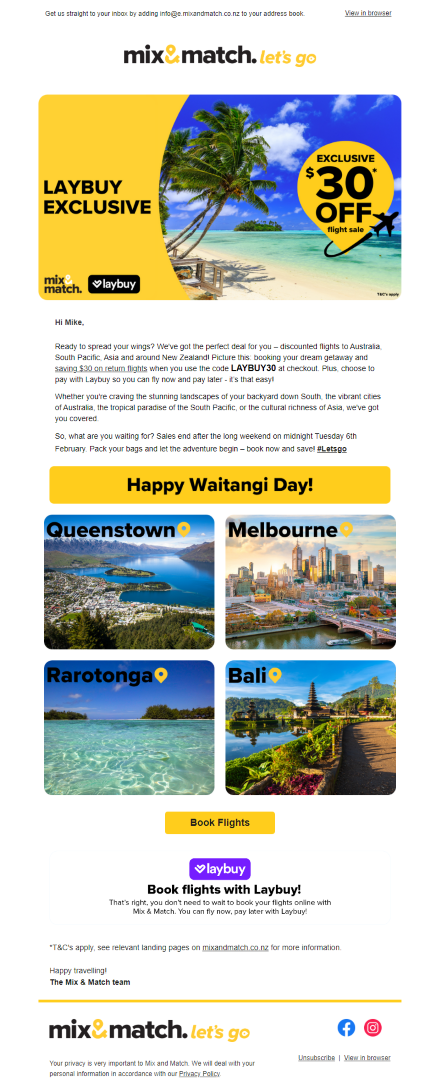 Get us straight to your inbox by adding info@e.mixandmatch.co.nz to your address book.
View in browser
mix&match. let's go
LAYBUY
EXCLUSIVE
EXCLUSIVE
$30*
OFF
flight sale
mix&
match.
laybuy
T&C's apply
Hi Mike,
Ready to spread your wings? We've got the perfect deal for you – discounted flights to Australia,
South Pacific, Asia and around New Zealand! Picture this: booking your dream getaway and
saving $30 on return flights when you use the code LAYBUY30 at checkout. Plus, choose to
pay with Laybuy so you can fly now and pay later - it's that easy!
Whether you're craving the stunning landscapes of your backyard down South, the vibrant cities
of Australia, the tropical paradise of the South Pacific, or the cultural richness of Asia, we've got
you covered.
So, what are you waiting for? Sales end after the long weekend on midnight Tuesday 6th
February. Pack your bags and let the adventure begin – book now and save! #Letsgo
Happy Waitangi Day!
Queenstown
Melbourne
Rarotonga
Bali
Book Flights
laybuy
Book flights with Laybuy!
That's right, you don't need to wait to book your flights online with
Mix & Match. You can fly now, pay later with Laybuy!
*T&C's apply, see relevant landing pages on mixandmatch.co.nz for more information.
Happy travelling!
The Mix & Match team
mix&match. let's go
Unsubscribe | View in browser
Your privacy is very important to Mix and Match. We will deal with your
personal information in accordance with our Privacy Policy.